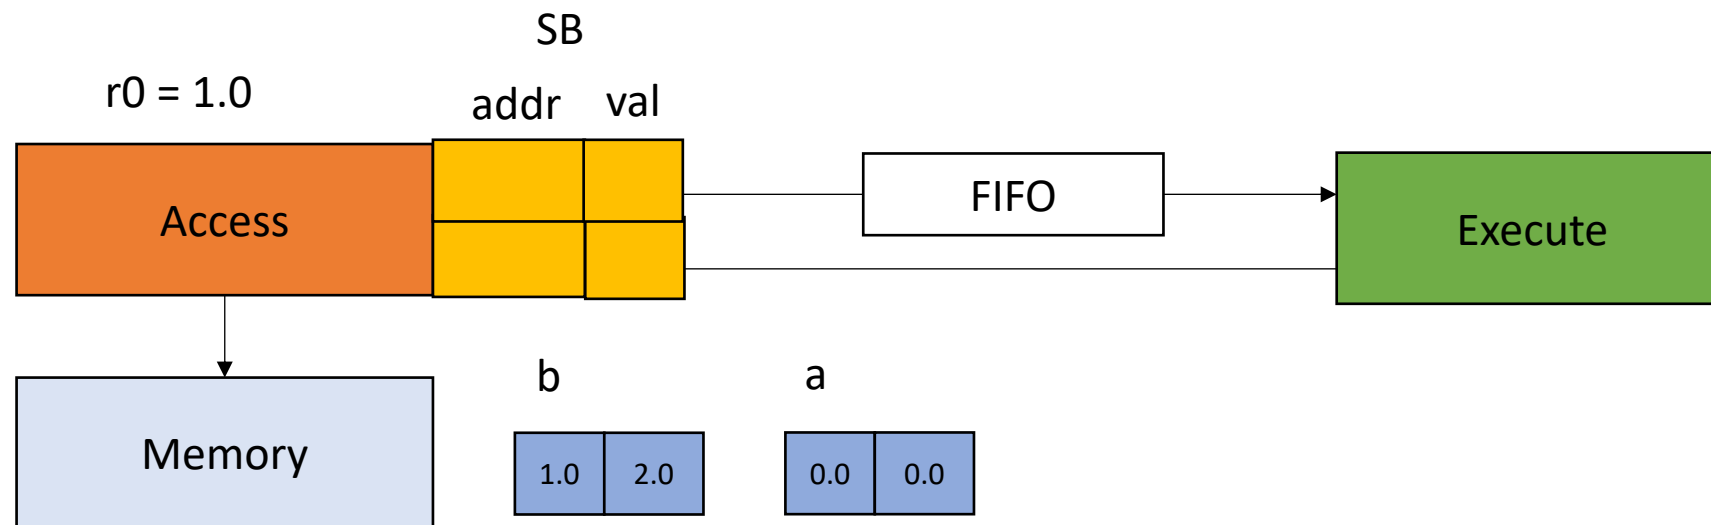 SB
r0 = 1.0
addr val
Access
FIFO
Execute
b
a
Memory
1.0 2.0
0.0 0.0